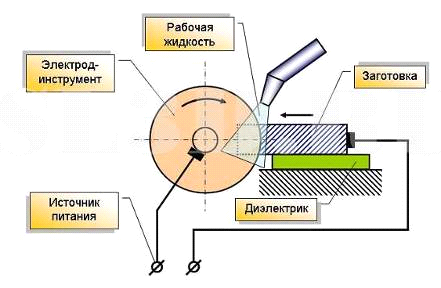 Рабочая
жидкость
Электрод-
инструмент
Заготовка
Источник
питания
Диэлектрик